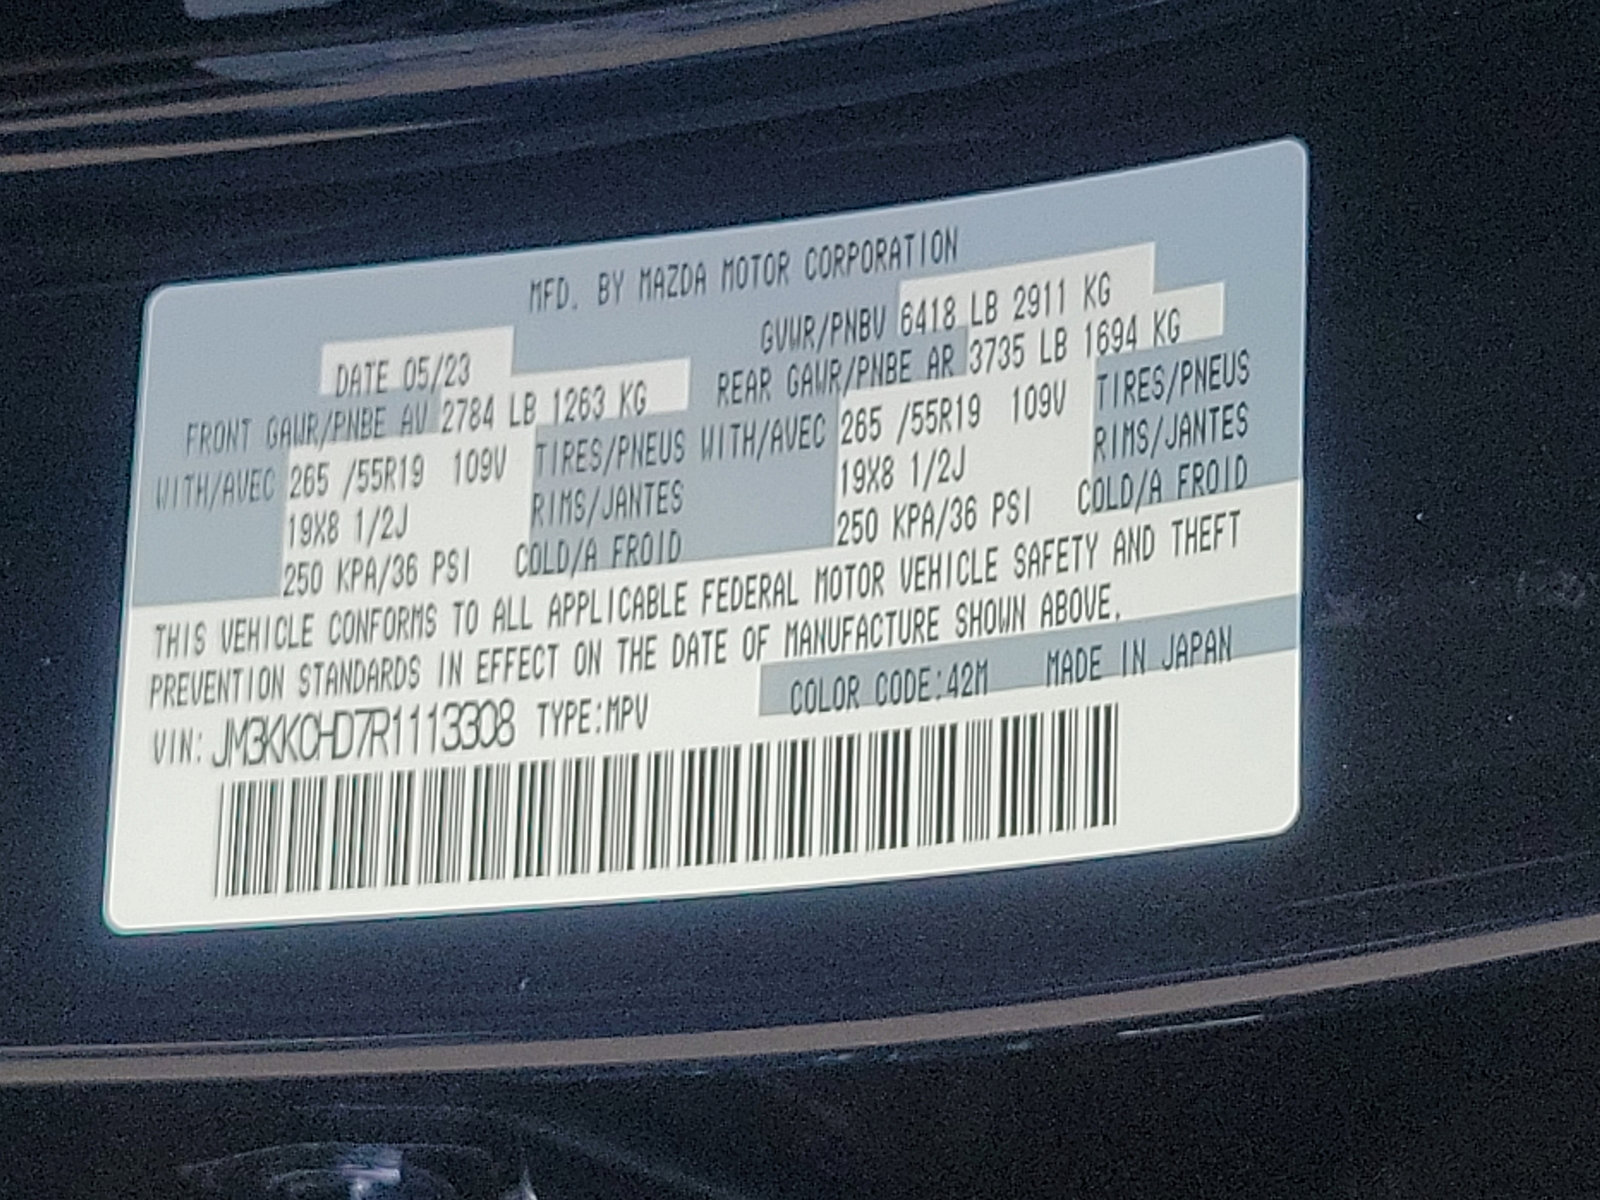 MFD. BY MAZDA MOTOR CORPORATION
DATE 05/23
GVWR/PNBV 6418 LB 2911 KG
FRONT GAWR/PNBE AV 2784 LB 1263 KG
REAR GAWR/PNBE AR 3735 LB 1694 KG
WITH/AVEC 265 /55R19 109V TIRES/PNEUS
19X8 1/2J RIMS/JANTES
250 KPA/36 PSI COLD/A FROID
WITH/AVEC 265 /55R19 109V TIRES/PNEUS
19X8 1/2J RIMS/JANTES
250 KPA/36 PSI COLD/A FROID
THIS VEHICLE CONFORMS TO ALL APPLICABLE FEDERAL MOTOR VEHICLE SAFETY AND THEFT
PREVENTION STANDARDS IN EFFECT ON THE DATE OF MANUFACTURE SHOWN ABOVE.
VIN: JM3KKCHD7R1113308 TYPE:MPV COLOR CODE:42M MADE IN JAPAN